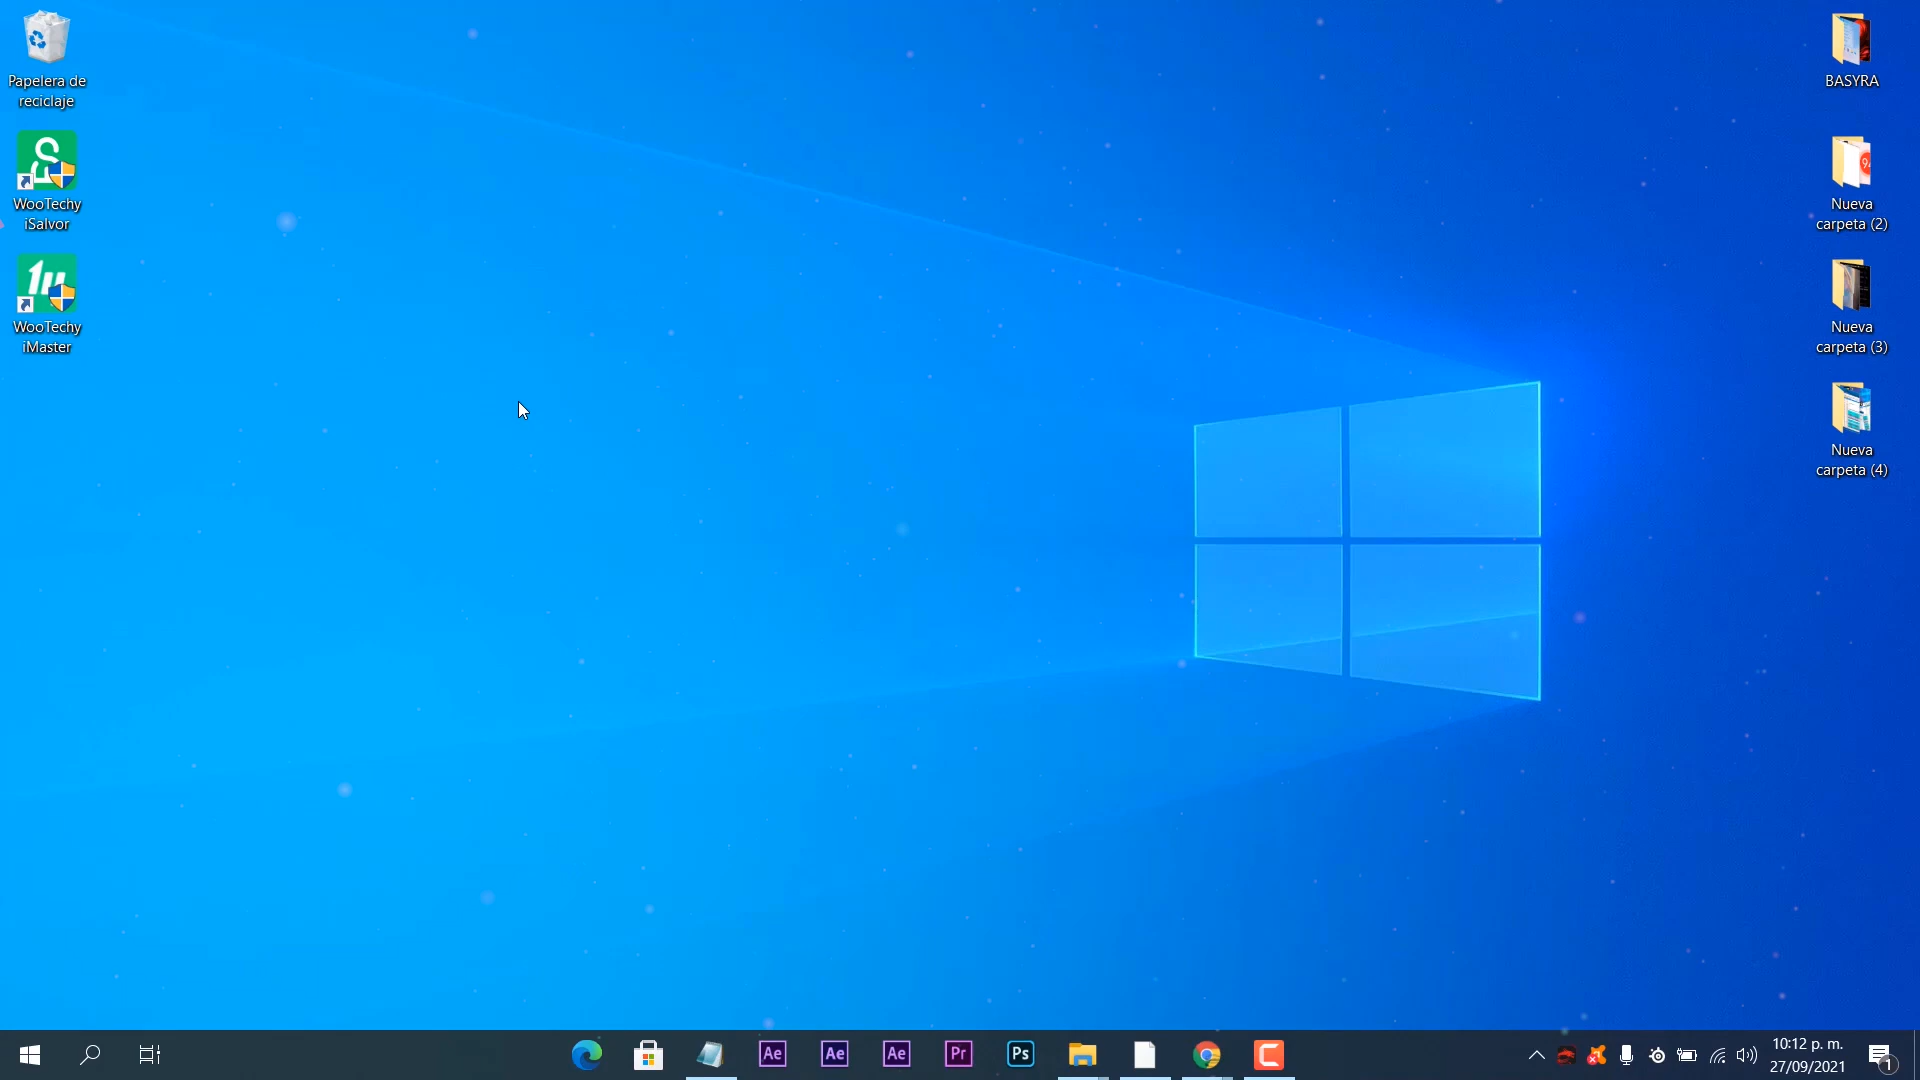 Papelera de
reciclaje
WooTechy
iSalvor
WooTechy
iMaster
BASYRA
Nueva
carpeta (2)
Nueva
carpeta (3)
Nueva
carpeta (4)
Ae
Ae
Ae
Pr
Ps
10:12 p. m.
27/09/2021
1